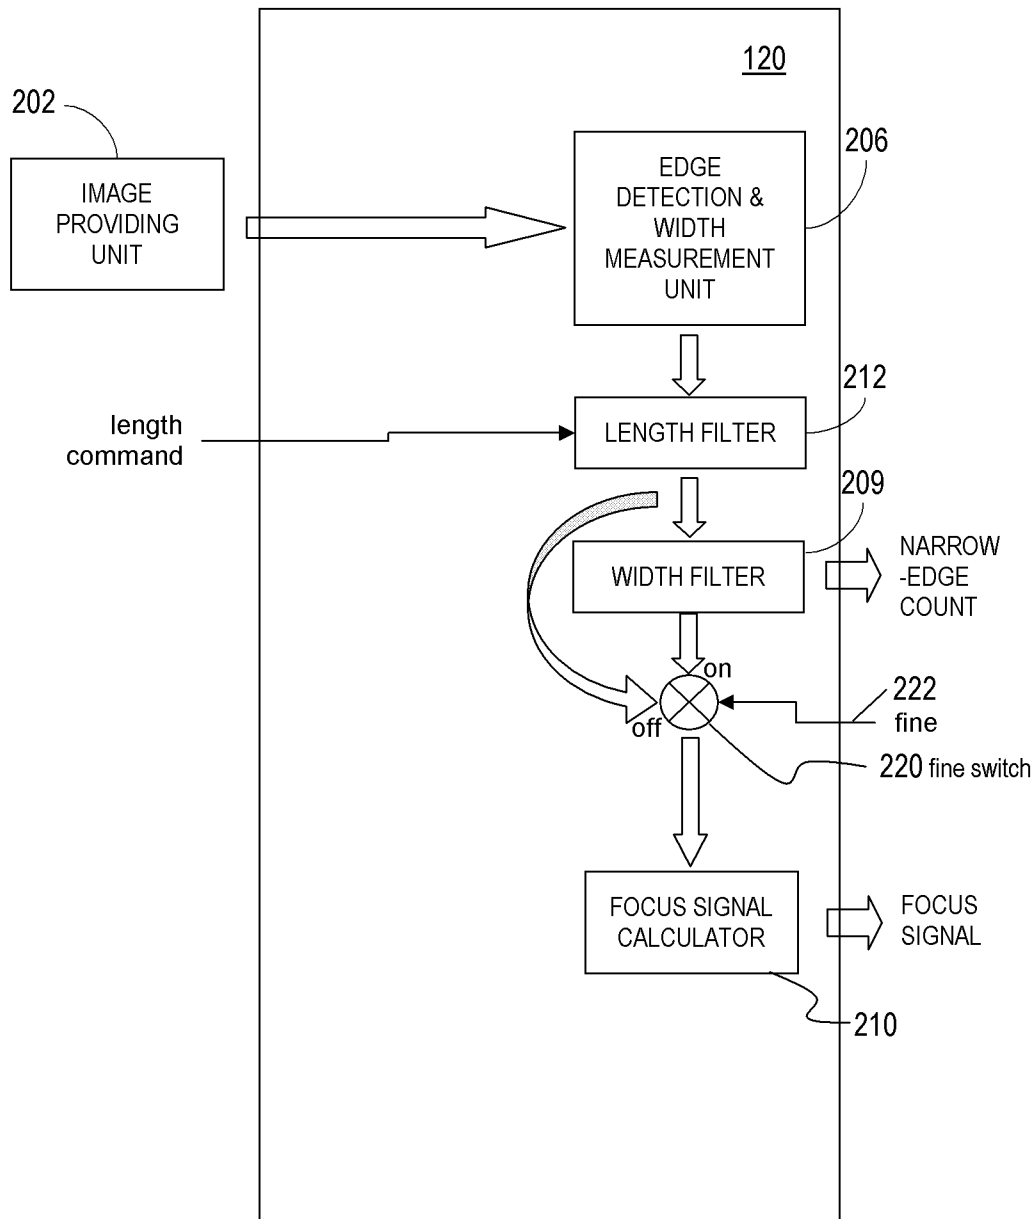 120
202
IMAGE
PROVIDING
UNIT
206
EDGE
DETECTION &
WIDTH
MEASUREMENT
UNIT
212
length
command
LENGTH FILTER
209
WIDTH FILTER
NARROW
-EDGE
COUNT
on
off
222
fine
220 fine switch
FOCUS SIGNAL
CALCULATOR
FOCUS
SIGNAL
210